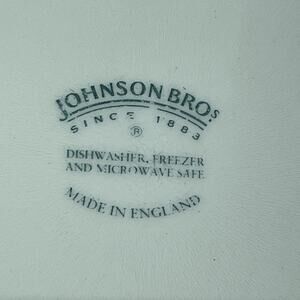 JOHNSON BROS
SINCE 1883
®
DISHWASHER, FREEZER
AND MICROWAVE SAFE
MADE IN ENGLAND